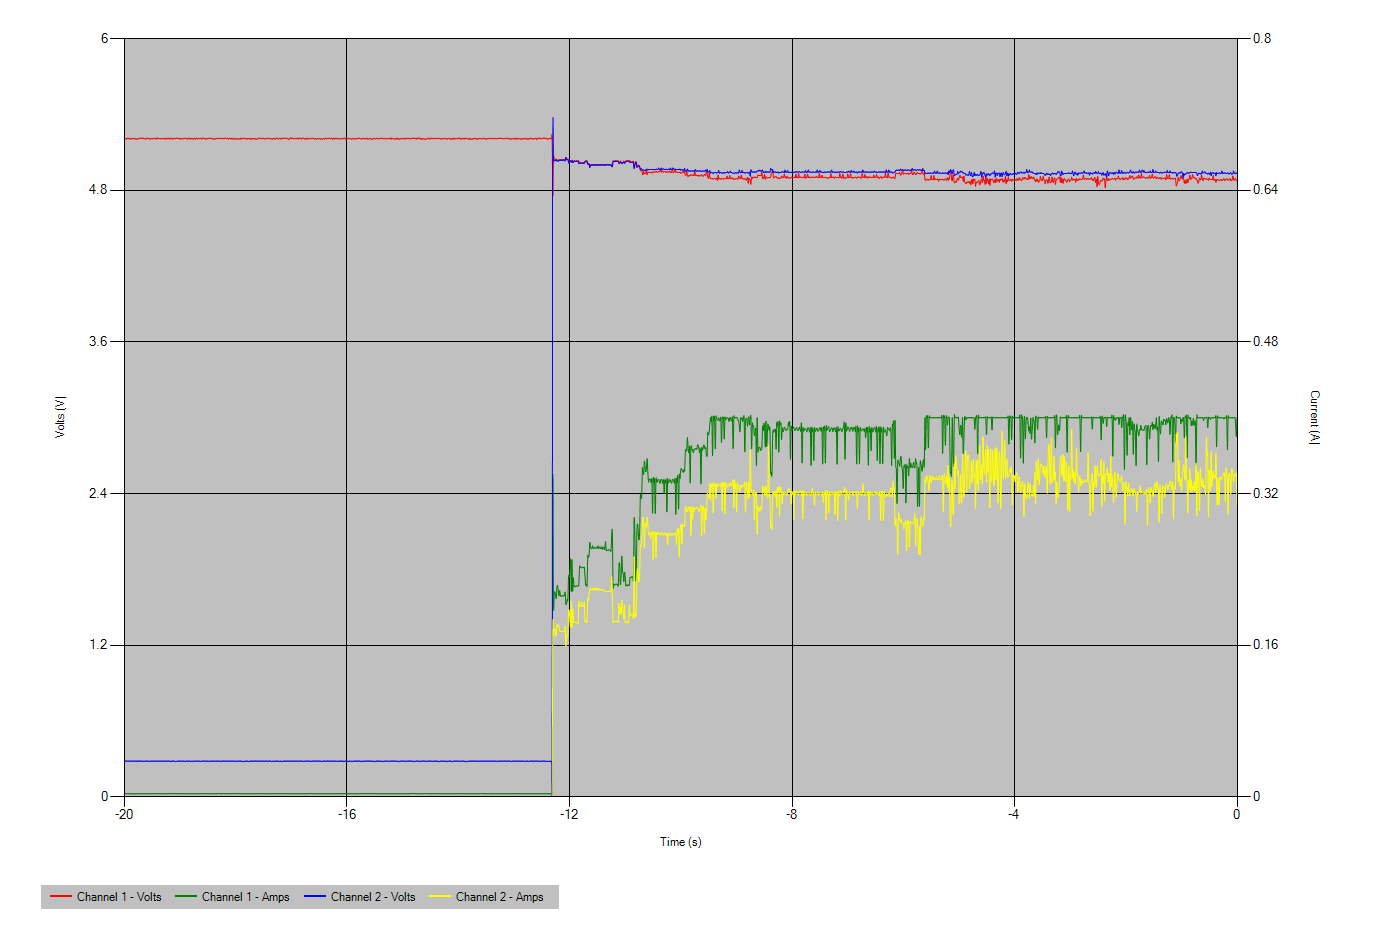 6
0.8
4.8
0.64
3.6
0.48
Volts (V)
Current (A)
2.4
0.32
1.2
0.16
0
0
-20
-16
-12
-8
-4
0
Time (s)
Channel 1 - Volts
Channel 1 - Amps
Channel 2 - Volts
Channel 2 - Amps